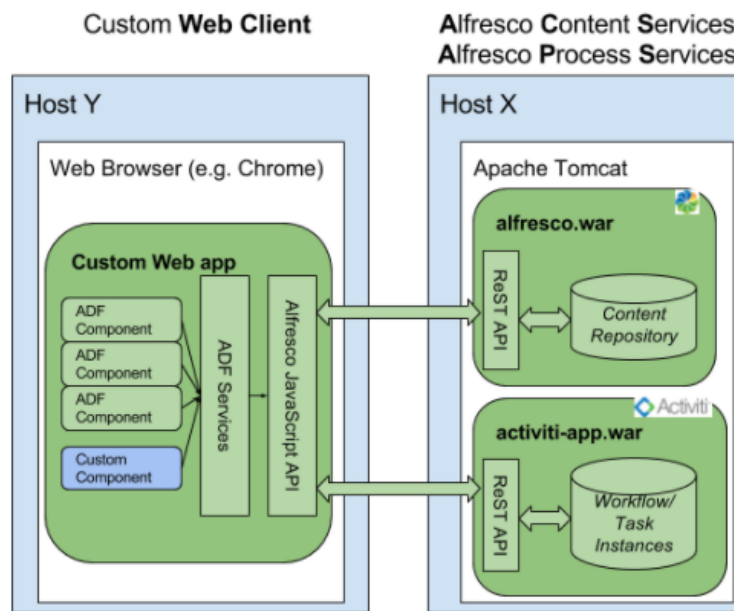 Custom Web Client
Alfresco Content Services
Alfresco Process Services
Host Y
Web Browser (e.g. Chrome)
Custom Web app
ADF
Component
ADF
Component
ADF
Component
Custom
Component
ADF Services
Alfresco JavaScript API
Host X
Apache Tomcat
alfresco.war
ReST API
Content
Repository
Activiti
activiti-app.war
ReST API
Workflow/
Task
Instances